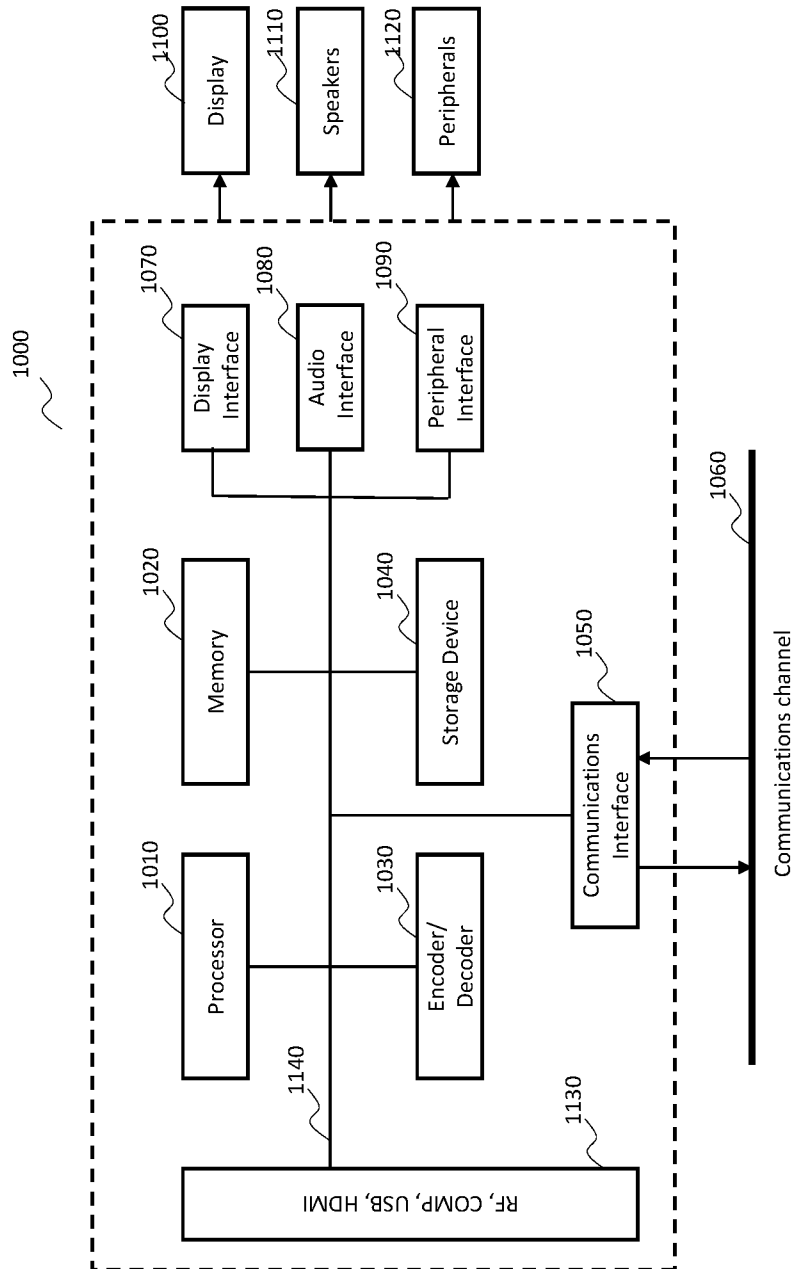 1000
1100
Display
1110
Speakers
1120
Peripherals
1070
Display
Interface
1080
Audio
Interface
1090
Peripheral
Interface
1020
Memory
1040
Storage Device
1010
Processor
1030
Encoder/
Decoder
1050
Communications
Interface
1060
Communications channel
1140
1130
RF, COMP, USB, HDMI